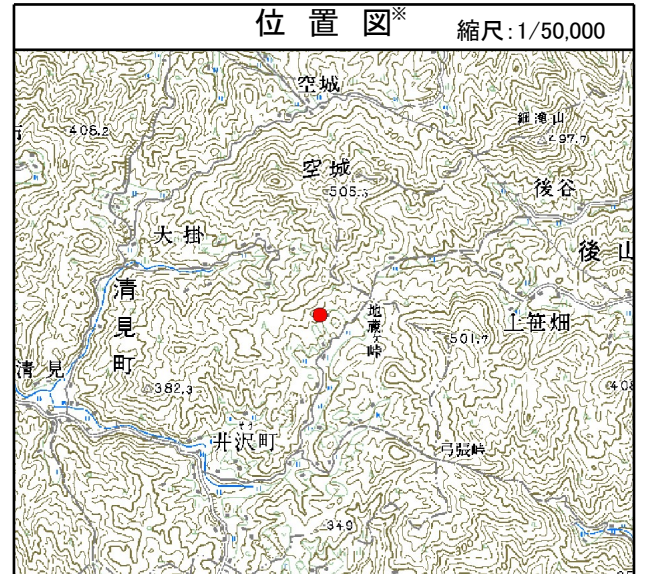 位置図※
縮尺:1/50,000
空城
細滝山
408.2
497.7
空城
505.5
後谷
大掛
後山
清見町
地蔵ヶ峠
上笹畑
501.7
清見
382.3
井沢町
弓張峠
349